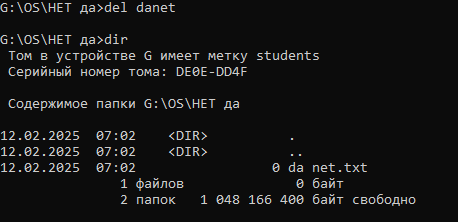 G:\OS\НЕТ да>del danet
G:\OS\НЕТ да>dir
Том в устройстве G имеет метку students
Серийный номер тома: DE0E-DD4F
Содержимое папки G:\OS\НЕТ да
12.02.2025 07:02 <DIR> .
12.02.2025 07:02 <DIR> ..
12.02.2025 07:02 0 da net.txt
1 файлов 0 байт
2 папок 1 048 166 400 байт свободно